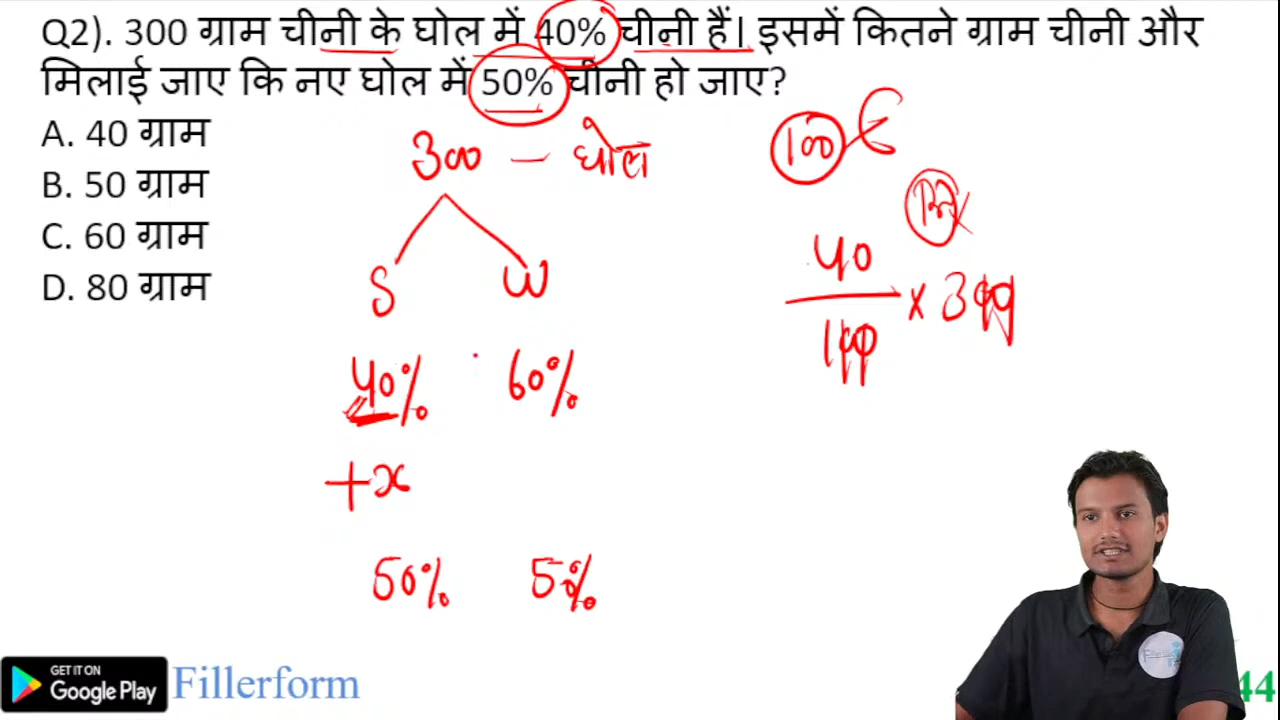 Q2). 300 ग्राम चीनी के घोल में 40% चीनी हैं। इसमें कितने ग्राम चीनी और
मिलाई जाए कि नए घोल में 50% चीनी हो जाए?
A. 40 ग्राम
B. 50 ग्राम
C. 60 ग्राम
D. 80 ग्राम
300 — घोल
S W
40% 60%
+x
50% 50%
100
40
100 × 300
GET IT ON
Google Play
Fillerform
44